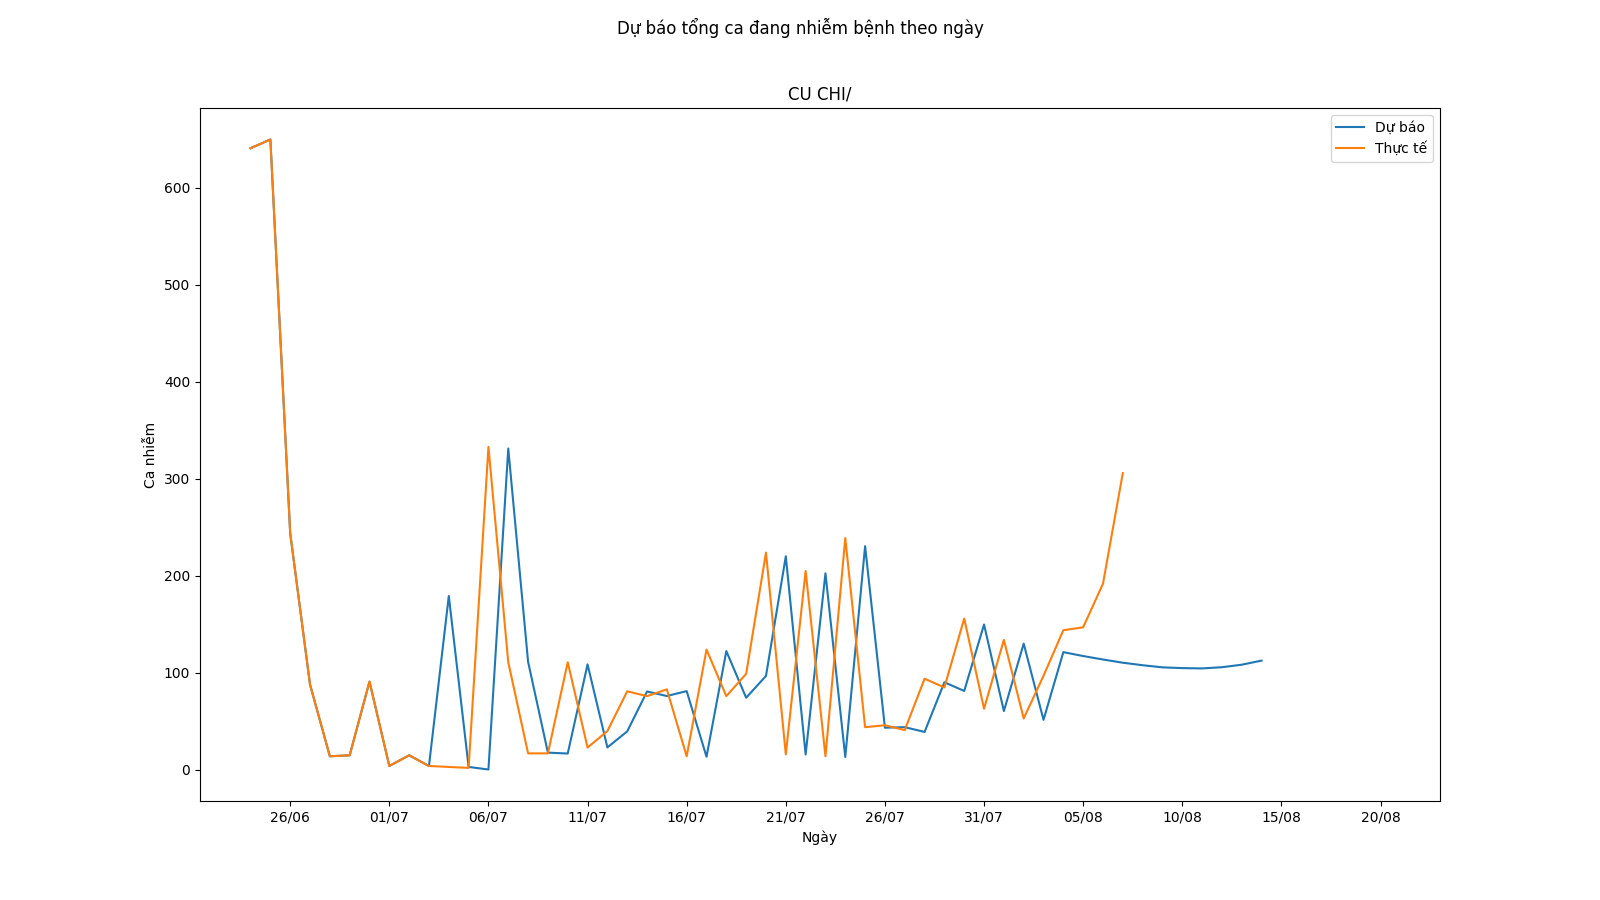 Dự báo tổng ca đang nhiễm bệnh theo ngày
CU CHI/
Dự báo
Thực tế
600
500
400
300
200
100
0
Ca nhiễm
26/06 01/07 06/07 11/07 16/07 21/07 26/07 31/07 05/08 10/08 15/08 20/08
Ngày